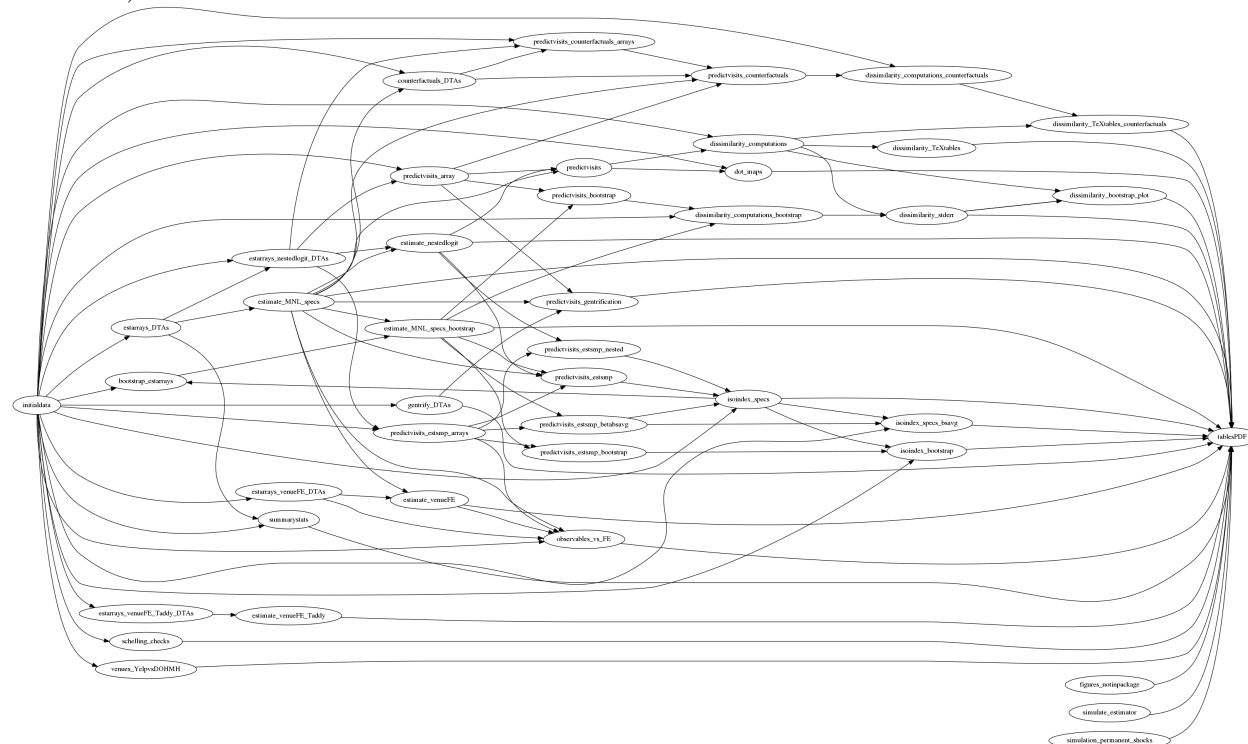 predictvisits_counterfactuals_arrays
counterfactuals_DTAs
predictvisits_counterfactuals
dissimilarity_computations_counterfactuals
dissimilarity_TeXtables_counterfactuals
dissimilarity_computations
dissimilarity_TeXtables
predictvisits_array
predictvisits
dot_maps
predictvisits_bootstrap
dissimilarity_bootstrap_plot
dissimilarity_computations_bootstrap
dissimilarity_stderr
estimate_nestedlogit
estarrays_nestedlogit_DTAs
estimate_MNL_specs
predictvisits_gentrification
estarrays_DTAs
estimate_MNL_specs_bootstrap
predictvisits_estsmp_nested
bootstrap_estarrays
predictvisits_estsmp
isoindex_specs
initialdata
gentrify_DTAs
predictvisits_estsmp_betabsavg
isoindex_specs_bsavg
predictvisits_estsmp_arrays
tablesPDF
predictvisits_estsmp_bootstrap
isoindex_bootstrap
estarrays_venueFE_DTAs
estimate_venueFE
summarystats
observables_vs_FE
estarrays_venueFE_Taddy_DTAs
estimate_venueFE_Taddy
schelling_checks
venues_YelpvsDOHMH
figures_notinpackage
simulate_estimator
simulation_permanent_shocks